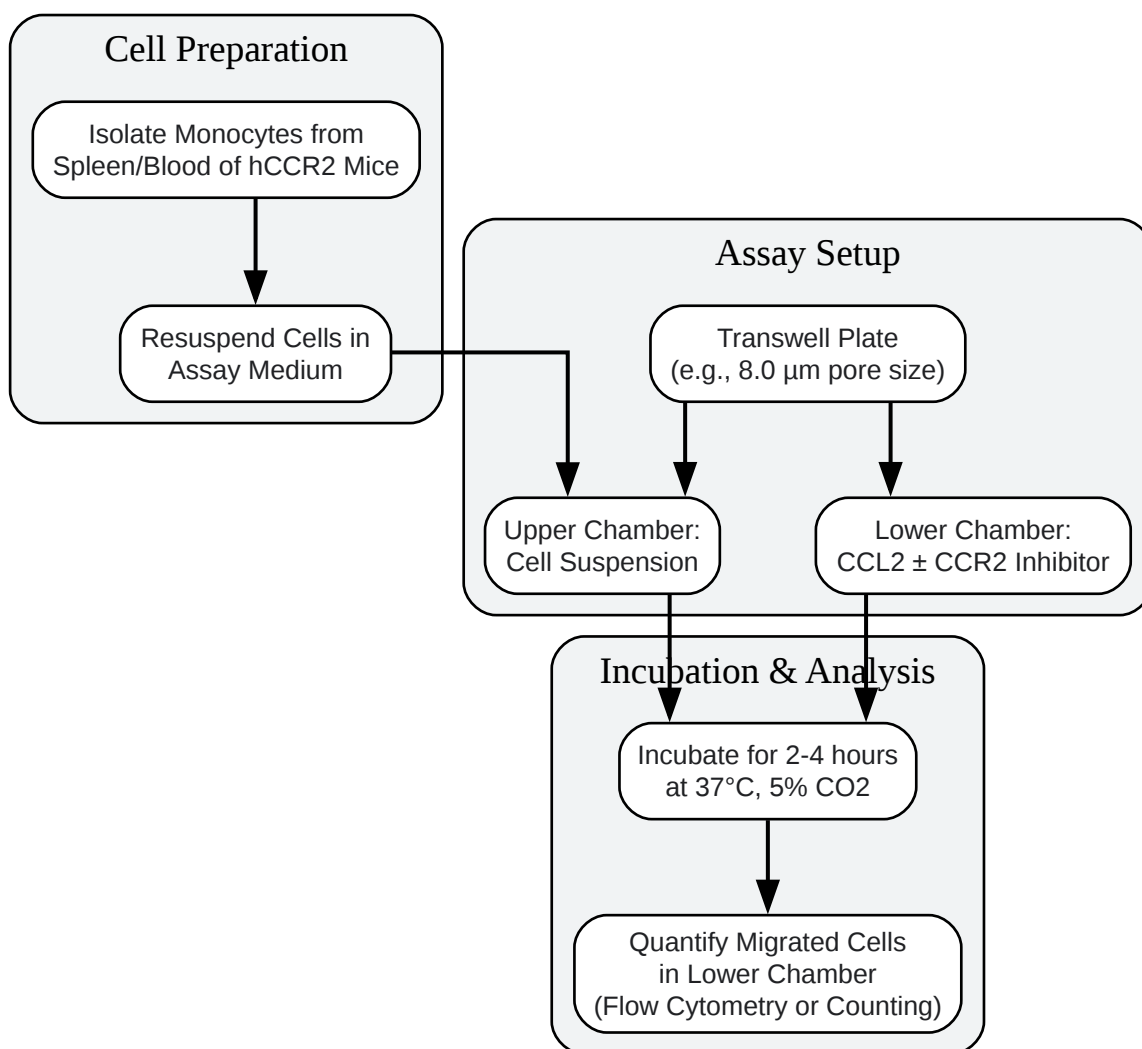 Cell Preparation
Isolate Monocytes from
Spleen/Blood of hCCR2 Mice
Resuspend Cells in
Assay Medium
Assay Setup
Transwell Plate
(e.g., 8.0 µm pore size)
Upper Chamber:
Cell Suspension
Lower Chamber:
CCL2 ± CCR2 Inhibitor
Incubation & Analysis
Incubate for 2-4 hours
at 37°C, 5% CO2
Quantify Migrated Cells
in Lower Chamber
(Flow Cytometry or Counting)